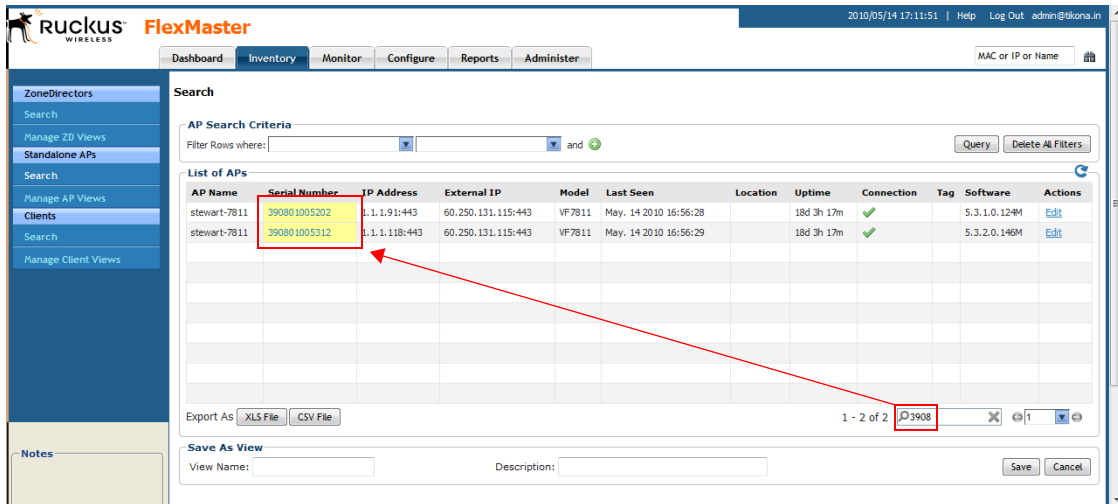 2010/05/14 17:11:51 | Help Log Out admin@tikona.in
Ruckus WIRELESS FlexMaster
Dashboard Inventory Monitor Configure Reports Administer MAC or IP or Name
ZoneDirectors
Search
Manage ZD Views
Standalone APs
Search
Manage AP Views
Clients
Search
Manage Client Views
Notes
Search
AP Search Criteria
Filter Rows where: and Query Delete All Filters
List of APs
AP Name Serial Number IP Address External IP Model Last Seen Location Uptime Connection Tag Software Actions
stewart-7811 390801005202 1.1.1.91:443 60.250.131.115:443 VF7811 May. 14 2010 16:56:28 18d 3h 17m 5.3.1.0.124M Edit
stewart-7811 390801005312 1.1.1.118:443 60.250.131.115:443 VF7811 May. 14 2010 16:56:29 18d 3h 17m 5.3.2.0.146M Edit
Export As XLS File CSV File 1 - 2 of 2 3908 1
Save As View
View Name: Description: Save Cancel